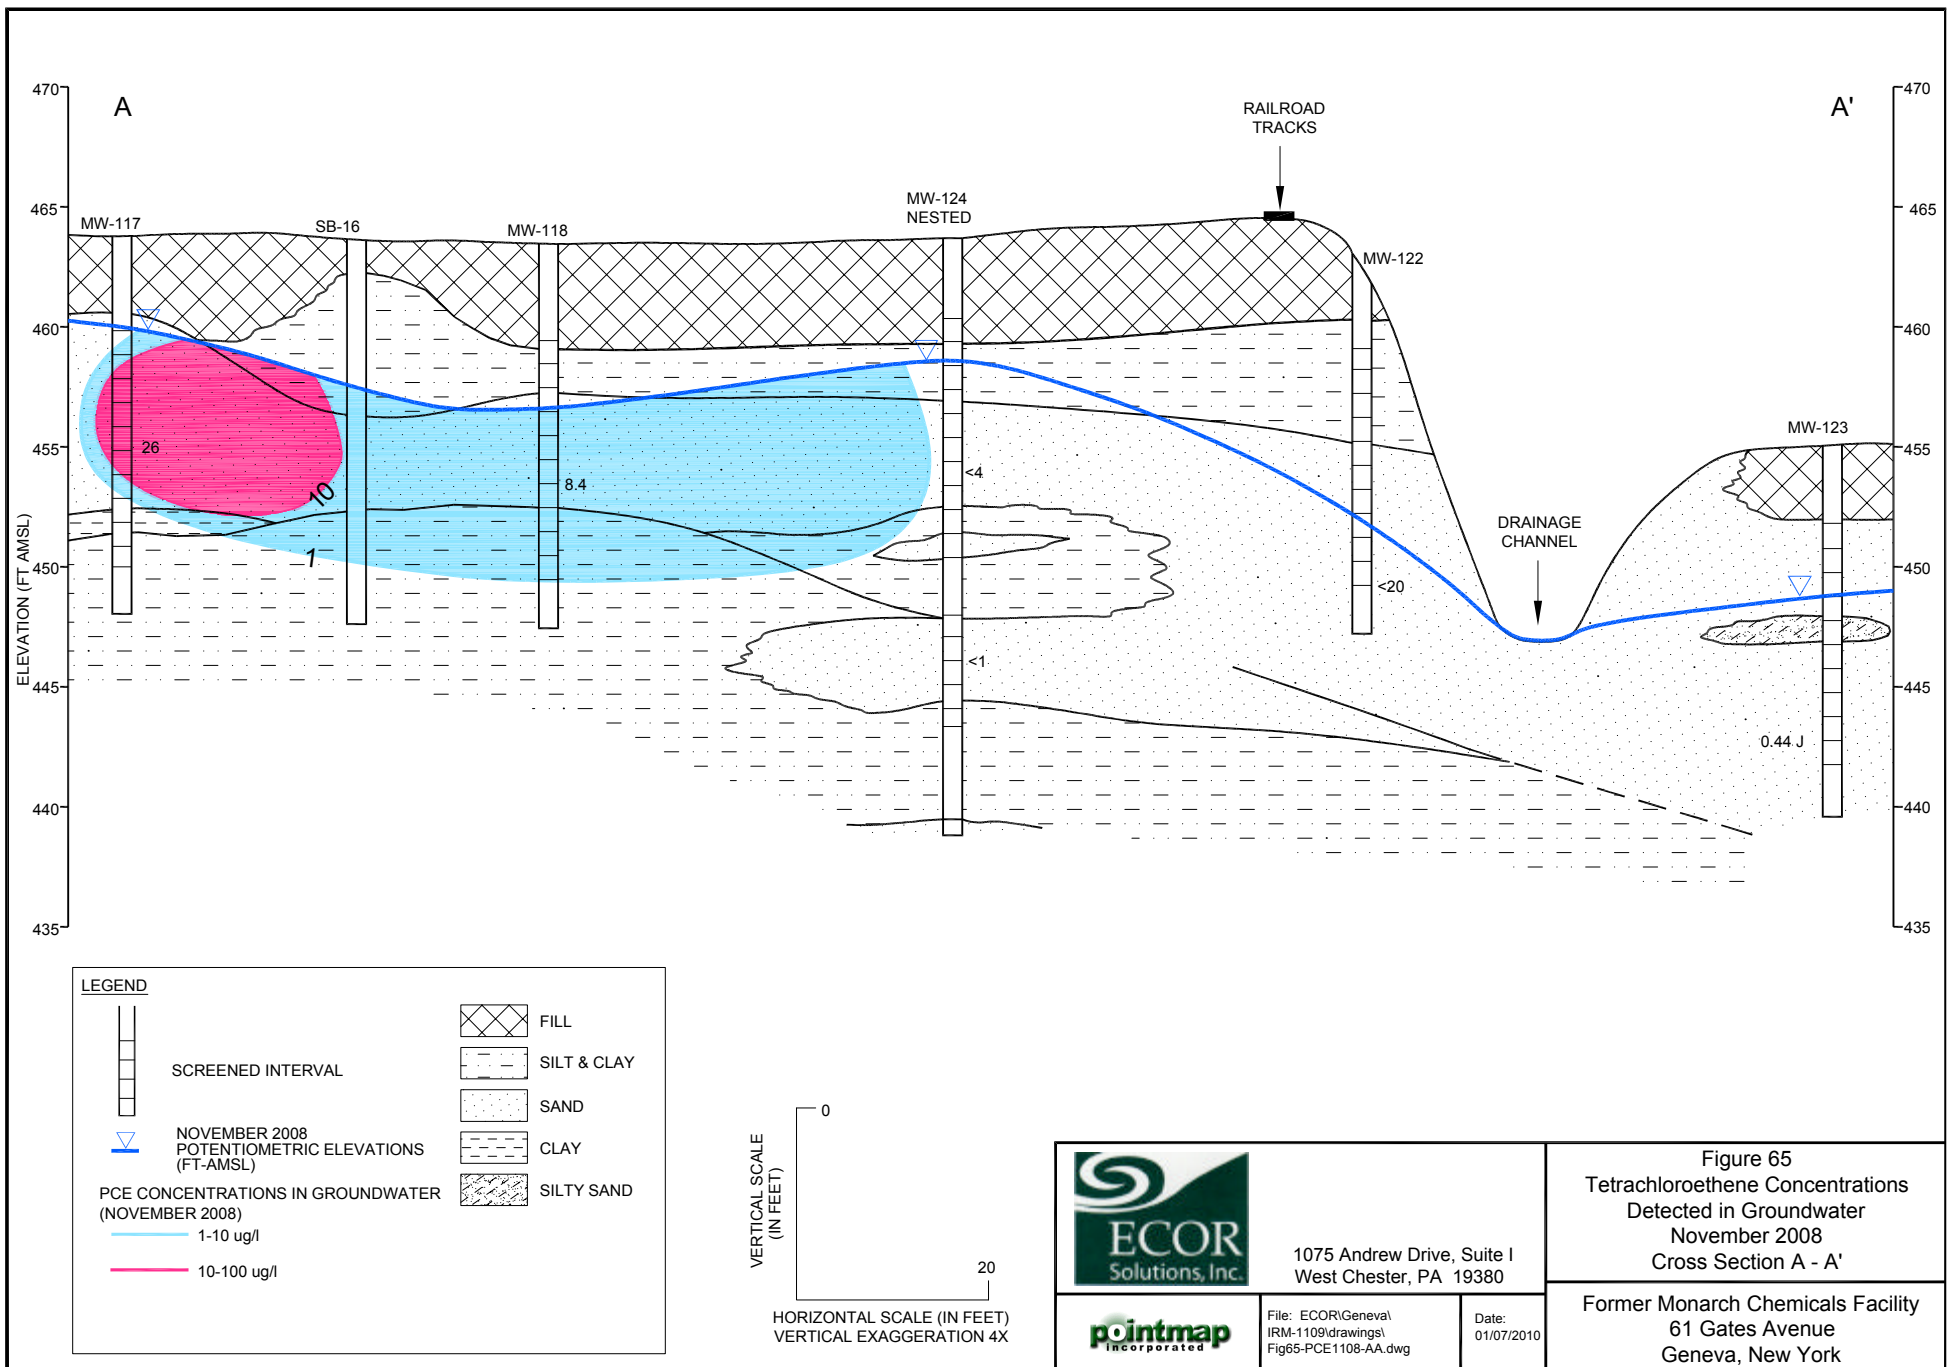 470
A
RAILROAD
TRACKS
A'
470
465
MW-117
SB-16
MW-118
MW-124
NESTED
MW-122
465
460
460
455
26
10
8.4
<4
MW-123
455
ELEVATION (FT AMSL)
450
1
<20
DRAINAGE
CHANNEL
450
445
<1
445
0.44 J
440
440
435
435
LEGEND
SCREENED INTERVAL
NOVEMBER 2008
POTENTIOMETRIC ELEVATIONS
(FT-AMSL)
PCE CONCENTRATIONS IN GROUNDWATER
(NOVEMBER 2008)
1-10 ug/l
10-100 ug/l
FILL
SILT & CLAY
SAND
CLAY
SILTY SAND
0
VERTICAL SCALE
(IN FEET)
20
HORIZONTAL SCALE (IN FEET)
VERTICAL EXAGGERATION 4X
ECOR
Solutions, Inc.
1075 Andrew Drive, Suite I
West Chester, PA 19380
pointmap
incorporated
File: ECOR\Geneva\
IRM-1109\drawings\
Fig65-PCE1108-AA.dwg
Date:
01/07/2010
Figure 65
Tetrachloroethene Concentrations
Detected in Groundwater
November 2008
Cross Section A - A'
Former Monarch Chemicals Facility
61 Gates Avenue
Geneva, New York